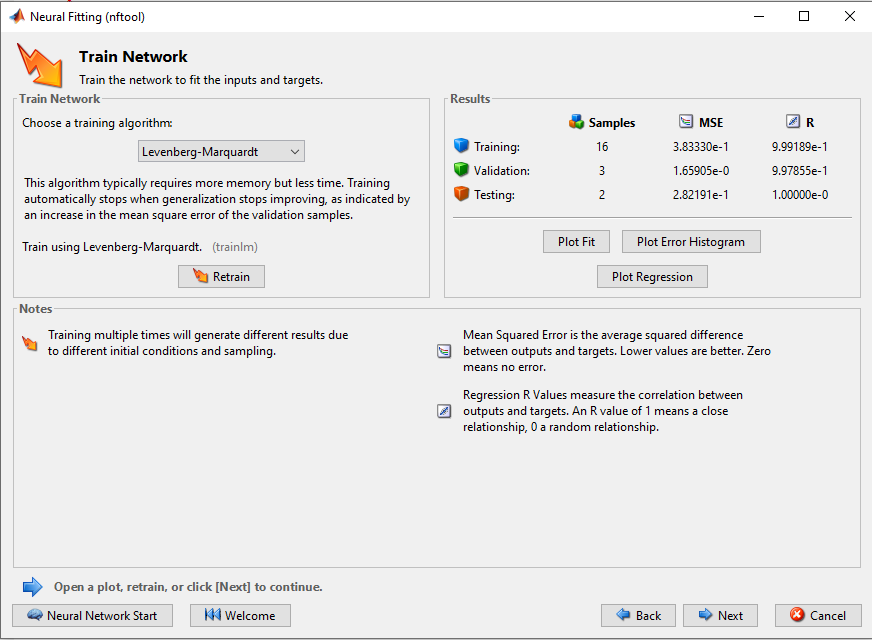 Neural Fitting (nftool)
Train Network
Train the network to fit the inputs and targets.
Train Network
Choose a training algorithm:
Levenberg-Marquardt
This algorithm typically requires more memory but less time. Training
automatically stops when generalization stops improving, as indicated by
an increase in the mean square error of the validation samples.
Train using Levenberg-Marquardt. (trainlm)
Retrain
Results
Samples MSE R
Training: 16 3.83330e-1 9.99189e-1
Validation: 3 1.65905e-0 9.97855e-1
Testing: 2 2.82191e-1 1.00000e-0
Plot Fit Plot Error Histogram
Plot Regression
Notes
Training multiple times will generate different results due
to different initial conditions and sampling.
Mean Squared Error is the average squared difference
between outputs and targets. Lower values are better. Zero
means no error.
Regression R Values measure the correlation between
outputs and targets. An R value of 1 means a close
relationship, 0 a random relationship.
Open a plot, retrain, or click [Next] to continue.
Neural Network Start Welcome Back Next Cancel